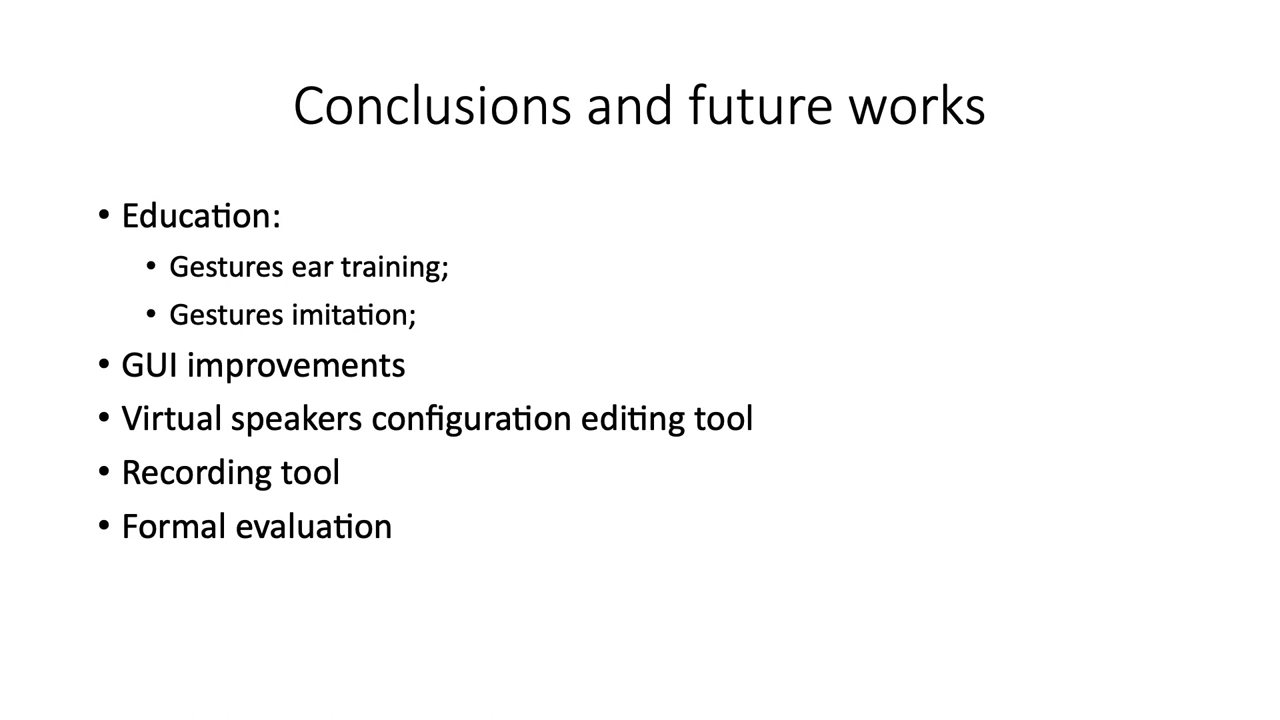 Conclusions and future works
• Education:
• Gestures ear training;
• Gestures imitation;
• GUI improvements
• Virtual speakers configuration editing tool
• Recording tool
• Formal evaluation